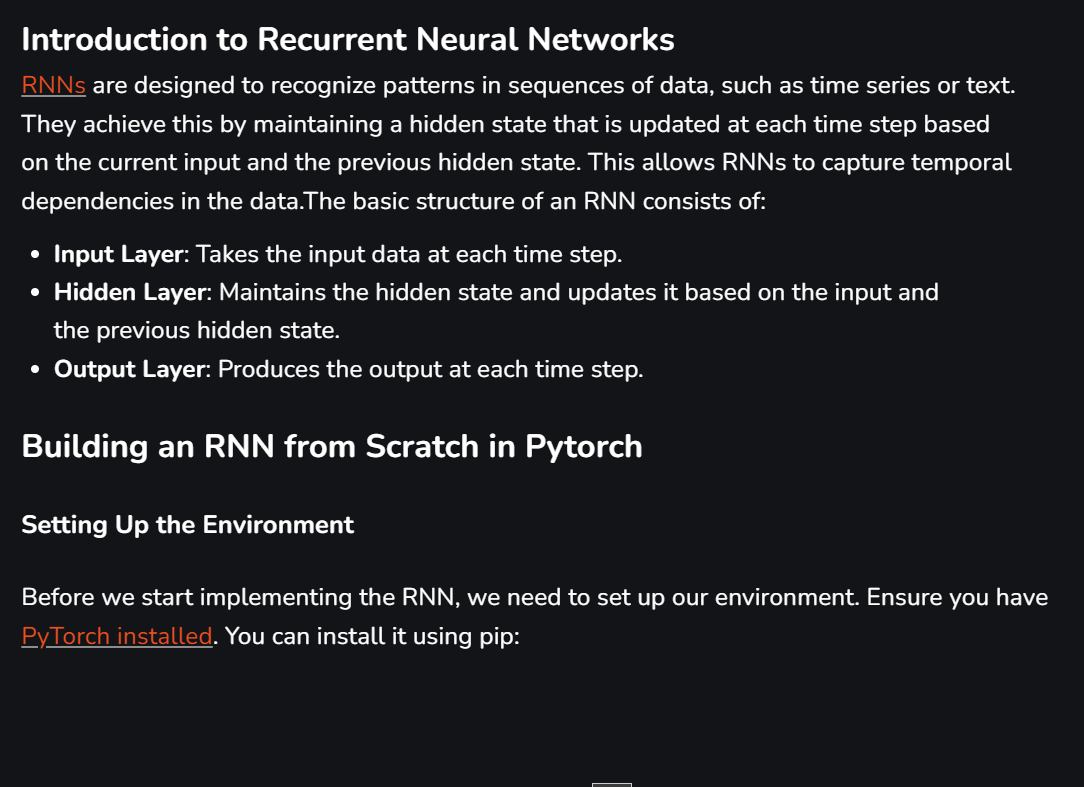 Introduction to Recurrent Neural Networks
RNNs are designed to recognize patterns in sequences of data, such as time series or text.
They achieve this by maintaining a hidden state that is updated at each time step based
on the current input and the previous hidden state. This allows RNNs to capture temporal
dependencies in the data.The basic structure of an RNN consists of:
• Input Layer: Takes the input data at each time step.
• Hidden Layer: Maintains the hidden state and updates it based on the input and
the previous hidden state.
• Output Layer: Produces the output at each time step.
Building an RNN from Scratch in Pytorch
Setting Up the Environment
Before we start implementing the RNN, we need to set up our environment. Ensure you have
PyTorch installed. You can install it using pip: